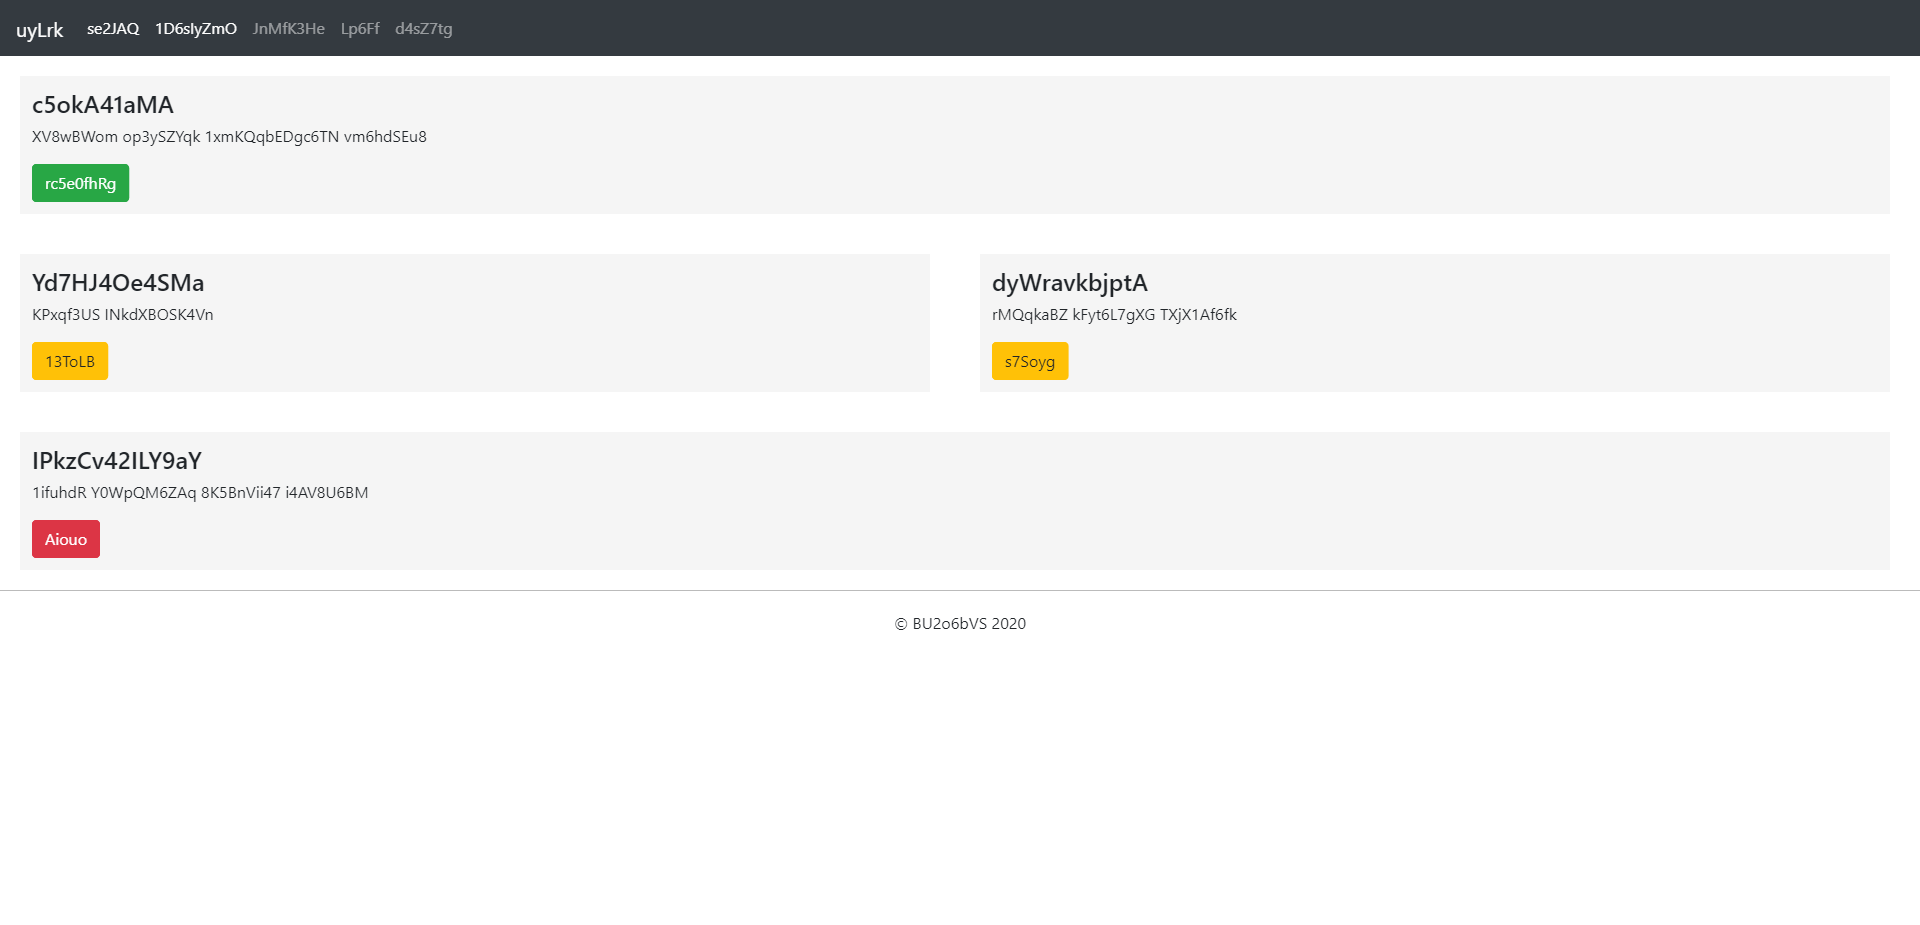 uyLrk se2JAQ 1D6sIyZmO JnMfK3He Lp6Ff d4sZ7tg
c5okA41aMA
XV8wBWom op3ySZYqk 1xmKQqbEDgc6TN vm6hdSEu8
rc5e0fhRg
Yd7HJ4Oe4SMa
KPxqf3US INkdXBOSK4Vn
13ToLB
dyWravkbjptA
rMQqkaBZ kFyt6L7gXG TXjX1Af6fk
s7Soyg
IPkzCv42ILY9aY
1ifuhdR Y0WpQM6ZAq 8K5BnVii47 i4AV8U6BM
Aiouo
© BU2o6bVS 2020